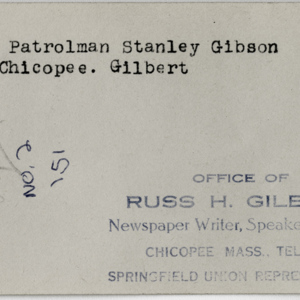 Patrolman Stanley Gibson
Chicopee. Gilbert
NO. 2
151
OFFICE OF
RUSS H. GILB
Newspaper Writer, Speake
CHICOPEE MASS. TEL
SPRINGFIELD UNION REPRE